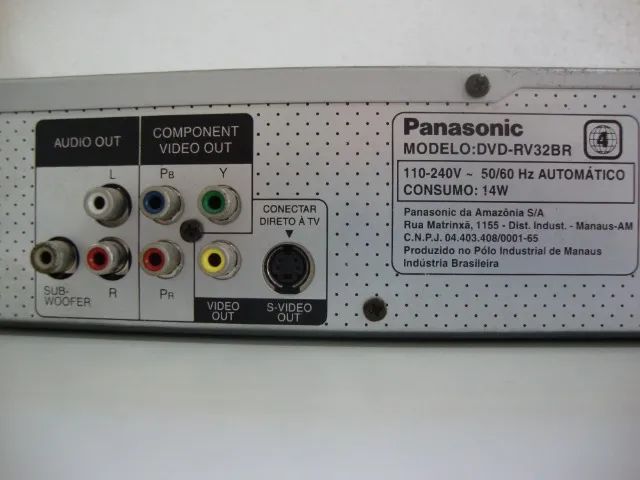 AUDIO OUT
COMPONENT
VIDEO OUT
L
PB
Y
SUB-
WOOFER
R
PR
VIDEO
OUT
CONECTAR
DIRETO À TV
S-VIDEO
OUT
Panasonic
MODELO:DVD-RV32BR
4
110-240V ~ 50/60 Hz AUTOMÁTICO
CONSUMO: 14W
Panasonic da Amazônia S/A
Rua Matrinxã, 1155 - Dist. Indust. - Manaus-AM
C.N.P.J. 04.403.408/0001-65
Produzido no Pólo Industrial de Manaus
Indústria Brasileira